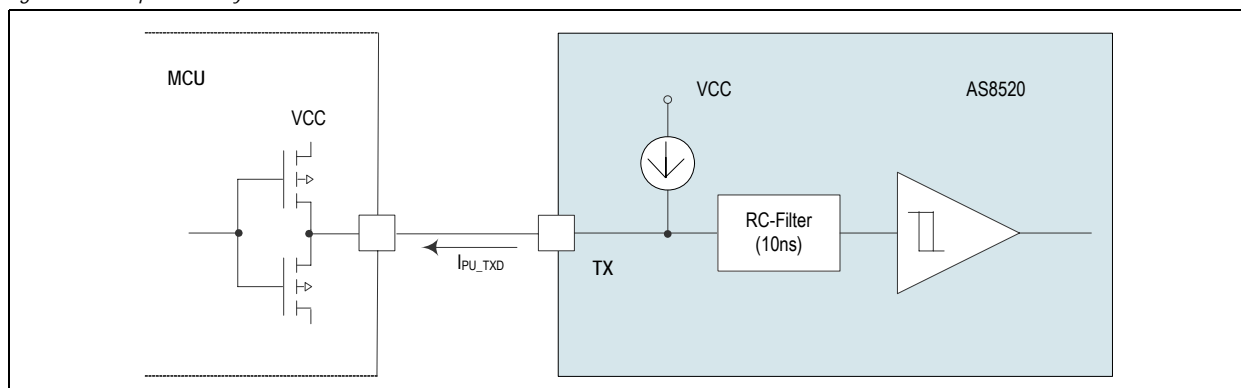 MCU
VCC
AS8520
VCC
RC-Filter
(10ns)
I_PU_TXD
TX